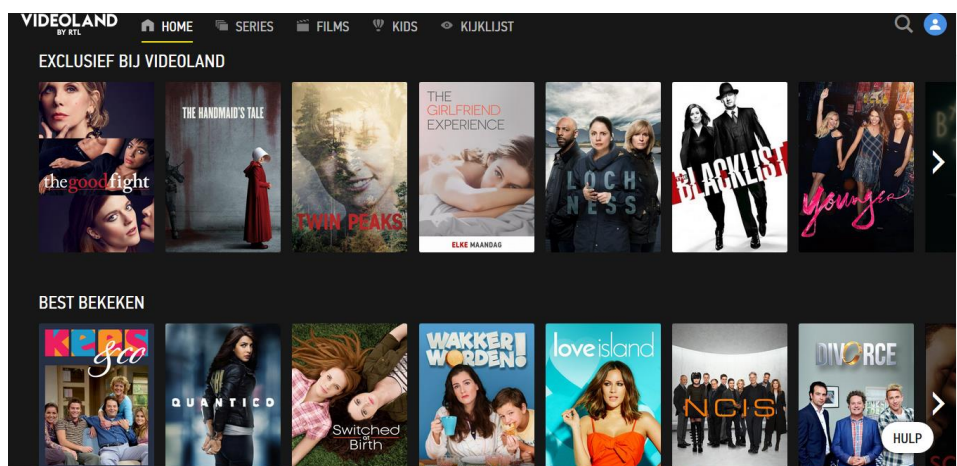 VIDEOLAND
BY RTL
HOME
SERIES
FILMS
KIDS
KIJKLIJST
EXCLUSIEF BIJ VIDEOLAND
the good fight
THE HANDMAID'S TALE
TWIN PEAKS
THE
GIRLFRIEND
EXPERIENCE
ELKE MAANDAG
LOCH
NESS
BLACKLIST
Younger
BEST BEKEKEN
KEES
&co
QUANTICO
Switched
at
Birth
WAKKER
WORDEN!
love island
NCIS
DIVORCE
HULP